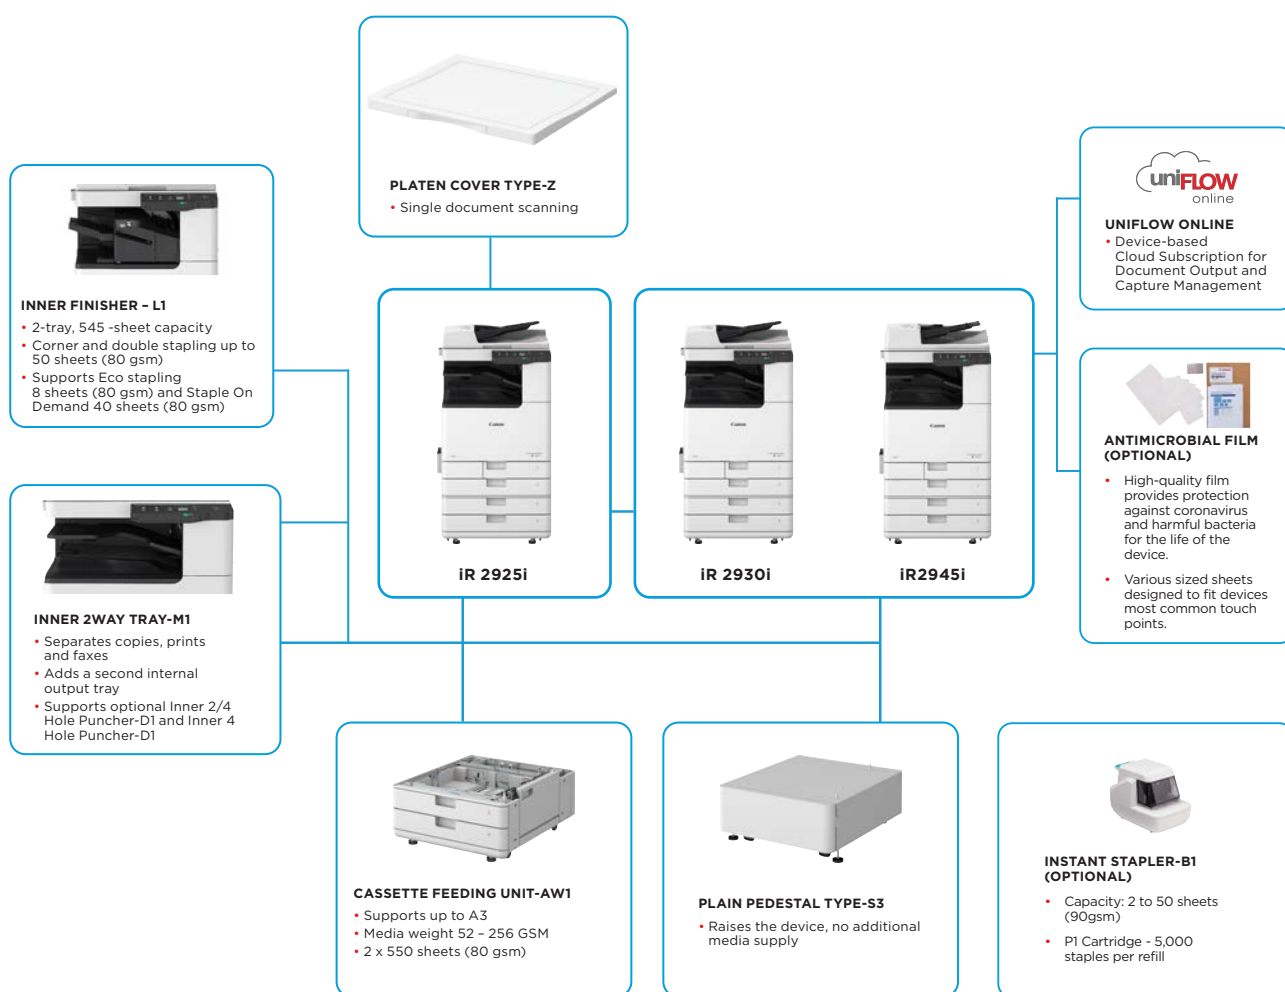 PLATEN COVER TYPE-Z
• Single document scanning
uniFLOW
online
UNIFLOW ONLINE
• Device-based
Cloud Subscription for
Document Output and
Capture Management
INNER FINISHER – L1
• 2-tray, 545 -sheet capacity
• Corner and double stapling up to
50 sheets (80 gsm)
• Supports Eco stapling
8 sheets (80 gsm) and Staple On
Demand 40 sheets (80 gsm)
Canon
Canon
Canon
iR 2925i
iR 2930i
iR2945i
ANTIMICROBIAL FILM
(OPTIONAL)
• High-quality film
provides protection
against coronavirus
and harmful bacteria
for the life of the
device.
• Various sized sheets
designed to fit devices
most common touch
points.
INNER 2WAY TRAY-M1
• Separates copies, prints
and faxes
• Adds a second internal
output tray
• Supports optional Inner 2/4
Hole Puncher-D1 and Inner 4
Hole Puncher-D1
CASSETTE FEEDING UNIT-AW1
• Supports up to A3
• Media weight 52 – 256 GSM
• 2 x 550 sheets (80 gsm)
PLAIN PEDESTAL TYPE-S3
• Raises the device, no additional
media supply
INSTANT STAPLER-B1
(OPTIONAL)
• Capacity: 2 to 50 sheets
(90gsm)
• P1 Cartridge - 5,000
staples per refill